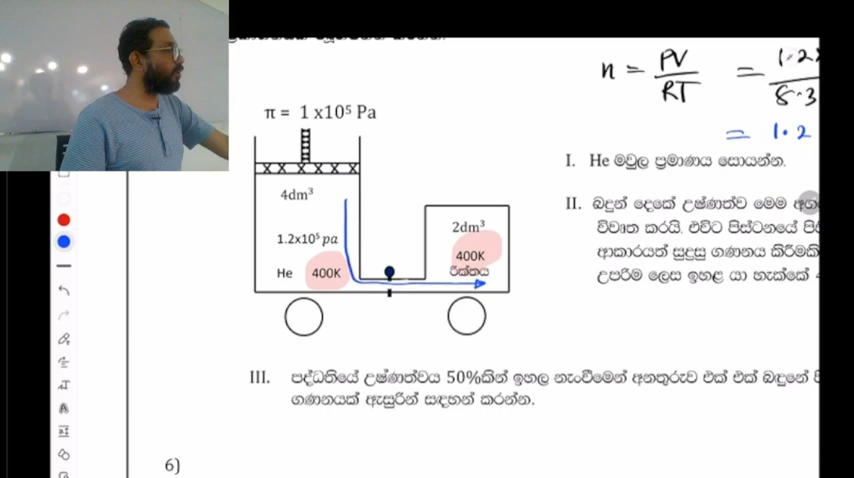 n = PV/RT = 1.2×/8.3
= 1.2
π = 1 x10⁵ Pa
4dm³
1.2x10⁵ pa
He 400K
2dm³
400K
රික්තය
I. He මවුල ප්‍රමාණය සොයන්න.
II. බඳුන් දෙකේ උෂ්ණත්ව මෙම
විවෘත කරයි. එවිට පිස්ටනයේ
ආකාරයත් සුදුසු ගණනය කිරීමකි
උපරිම ලෙස ඉහළ යා හැක්කේ
III. පද්ධතියේ උෂ්ණත්වය 50%කින් ඉහල නැංවීමෙන් අනතුරුව එක් එක් බඳුනේ
ගණනයක් ඇසුරින් සඳහන් කරන්න.
6)